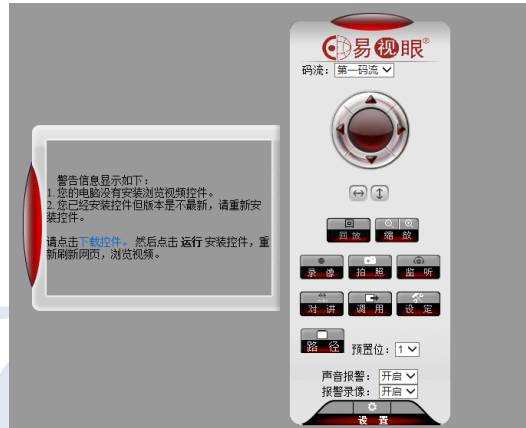 易视眼®
码流：第一码流
警告信息显示如下：
1.您的电脑没有安装浏览视频控件。
2.您已经安装控件但版本是不最新，请重新安
装控件。
请点击下载控件。然后点击 运行 安装控件，重
新刷新网页，浏览视频。
回放 缩放
录像 拍照 监听
对讲 调用 设定
路径 预置位：1
声音报警：开启
报警录像：开启
设置